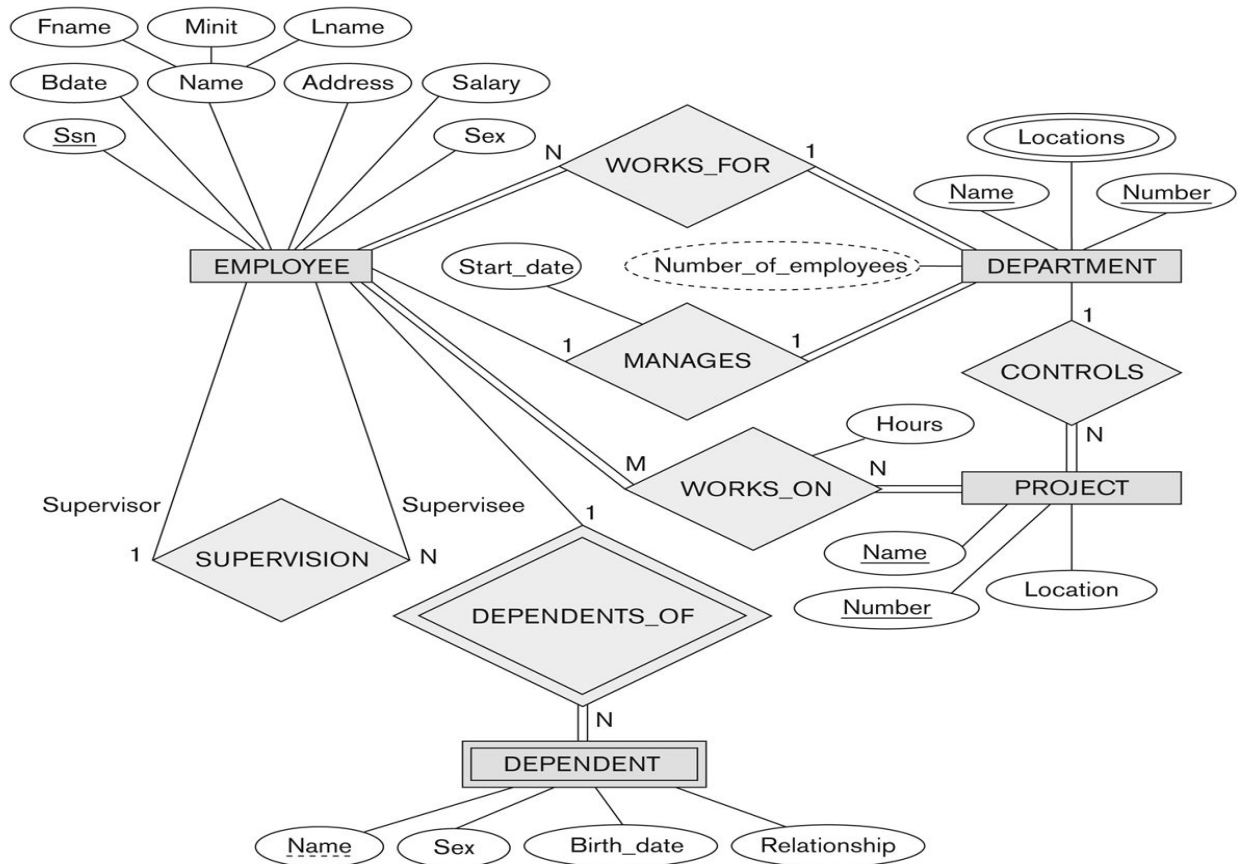 Fname
Minit
Lname
Bdate
Name
Address
Salary
Ssn
Sex
N
WORKS_FOR
1
Locations
Name
Number
EMPLOYEE
Start_date
Number_of_employees
DEPARTMENT
1
MANAGES
1
1
CONTROLS
N
Hours
M
WORKS_ON
N
PROJECT
Supervisor
Supervisee
1
SUPERVISION
N
1
Name
Location
Number
DEPENDENTS_OF
N
DEPENDENT
Name
Sex
Birth_date
Relationship